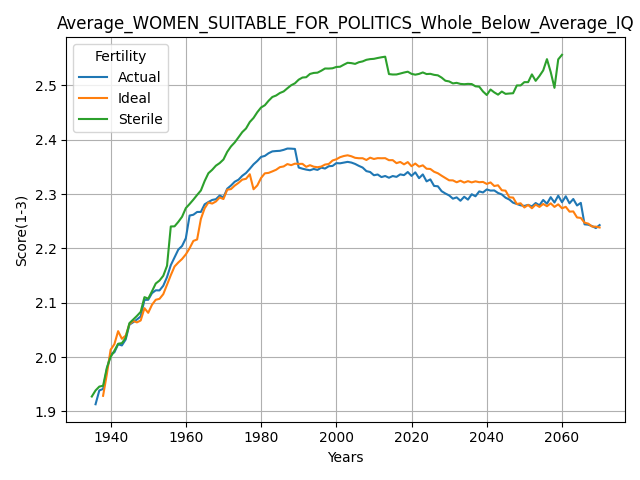 Average_WOMEN_SUITABLE_FOR_POLITICS_Whole_Below_Average_IQ
Fertility
Actual
Ideal
Sterile
Score(1-3)
2.5
2.4
2.3
2.2
2.1
2.0
1.9
1940 1960 1980 2000 2020 2040 2060
Years